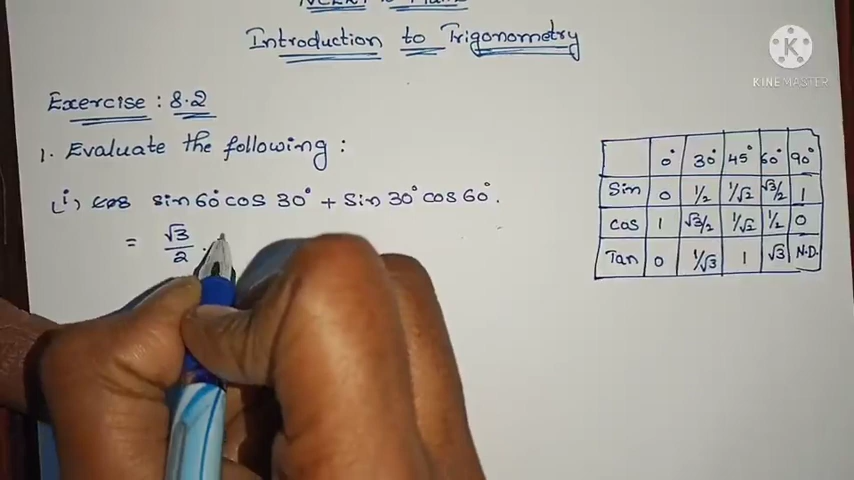 Introduction to Trigonometry
Exercise : 8.2
1. Evaluate the following :
(i) cos sin 60° cos 30° + sin 30° cos 60°.
= √3/2 .
0° 30° 45° 60° 90°
Sin 0 1/2 1/√2 √3/2 1
Cos 1 √3/2 1/√2 1/2 0
Tan 0 1/√3 1 √3 N.D.
K
KINEMASTER